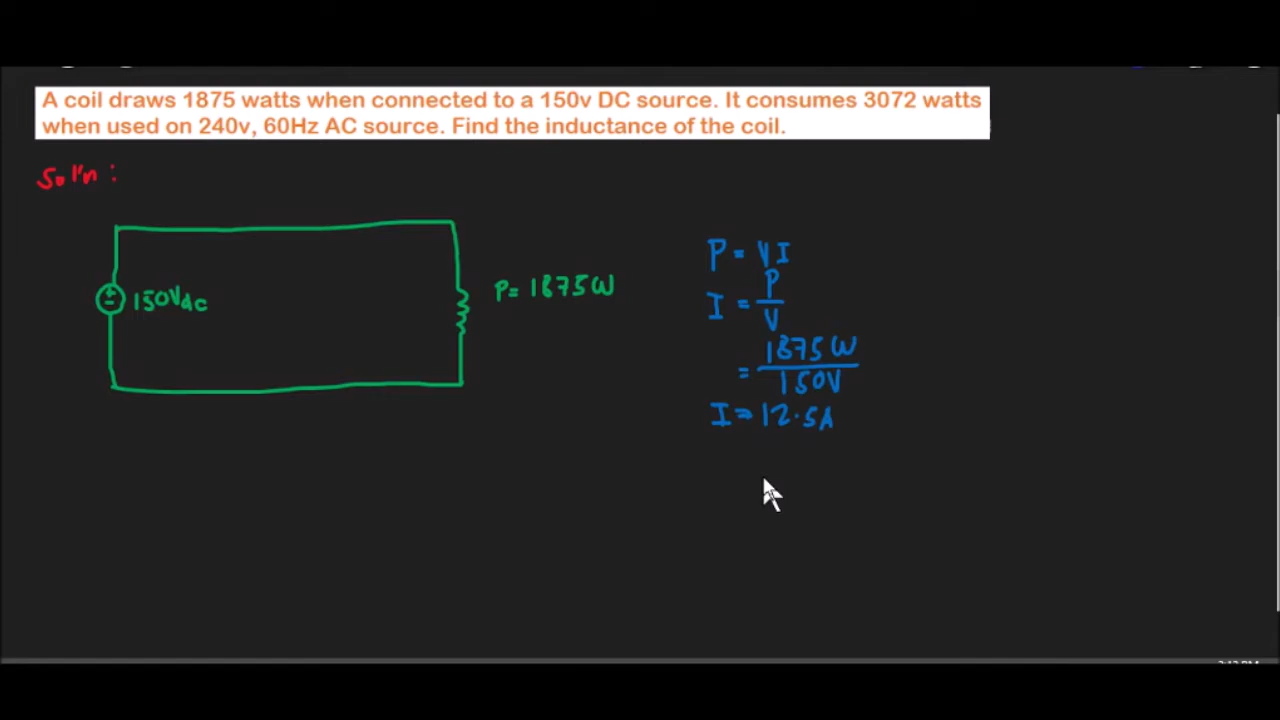 A coil draws 1875 watts when connected to a 150v DC source. It consumes 3072 watts
when used on 240v, 60Hz AC source. Find the inductance of the coil.
Sol'n :
150Vdc
P= 1875W
P = VI
I = P/V
= 1875W/150V
I = 12.5A